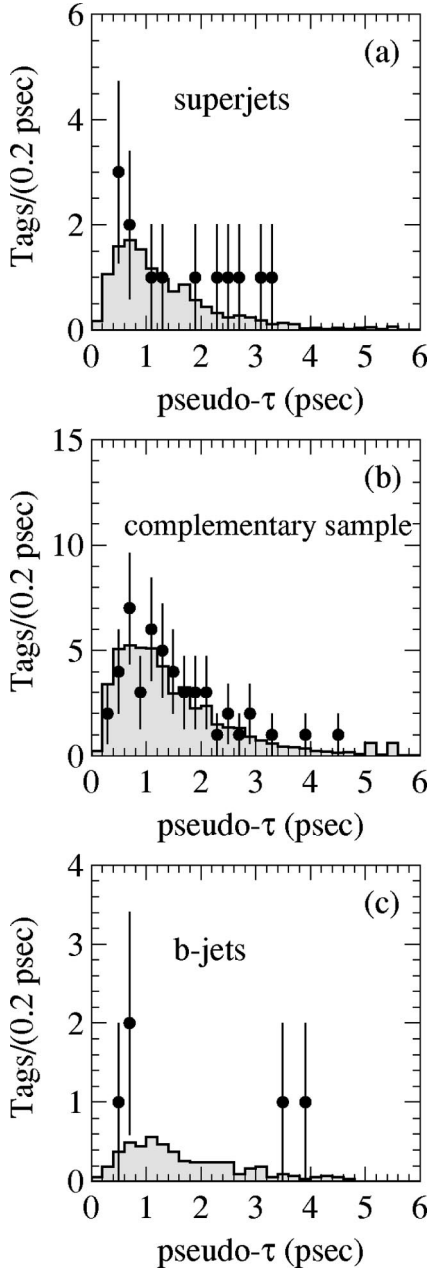 (a)
superjets
Tags/(0.2 psec)
6
4
2
0
0 1 2 3 4 5 6
pseudo-τ (psec)
(b)
complementary sample
Tags/(0.2 psec)
15
10
5
0
0 1 2 3 4 5 6
pseudo-τ (psec)
(c)
b-jets
Tags/(0.2 psec)
4
3
2
1
0
0 1 2 3 4 5 6
pseudo-τ (psec)